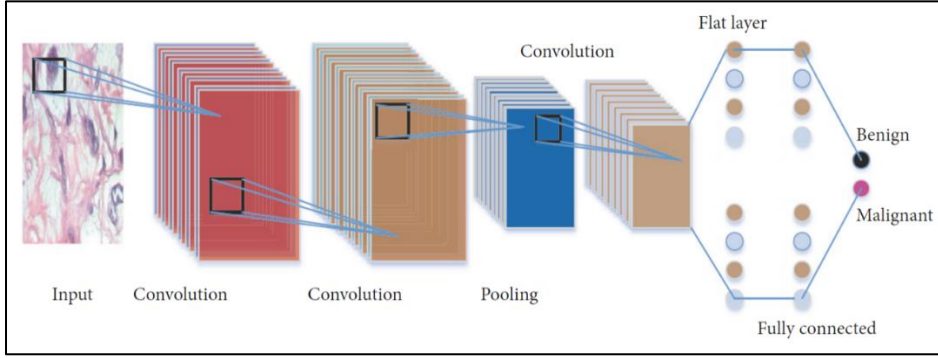 Flat layer
Convolution
Benign
Malignant
Input
Convolution
Convolution
Pooling
Fully connected